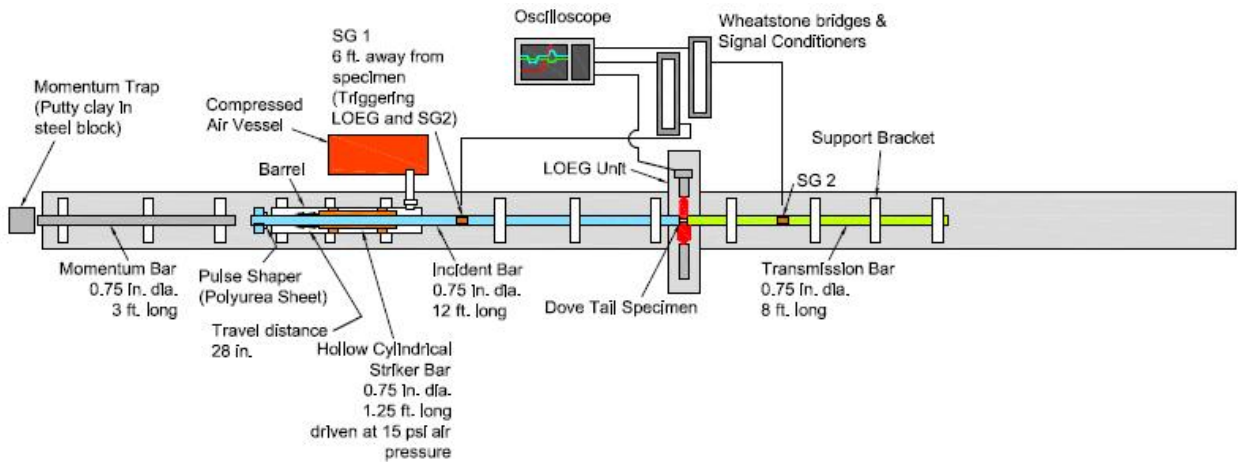 Oscilloscope
Wheatstone bridges &
Signal Conditioners
SG 1
6 ft. away from
specimen
(Triggering
LOEG and SG2)
Momentum Trap
(Putty clay in
steel block)
Compressed
Air Vessel
Support Bracket
Barrel
LOEG Unit
SG 2
Momentum Bar
0.75 in. dia.
3 ft. long
Pulse Shaper
(Polyurea Sheet)
Incident Bar
0.75 in. dia.
12 ft. long
Transmission Bar
0.75 in. dia.
8 ft. long
Dove Tail Specimen
Travel distance
28 in.
Hollow Cylindrical
Striker Bar
0.75 in. dia.
1.25 ft. long
driven at 15 psi air
pressure